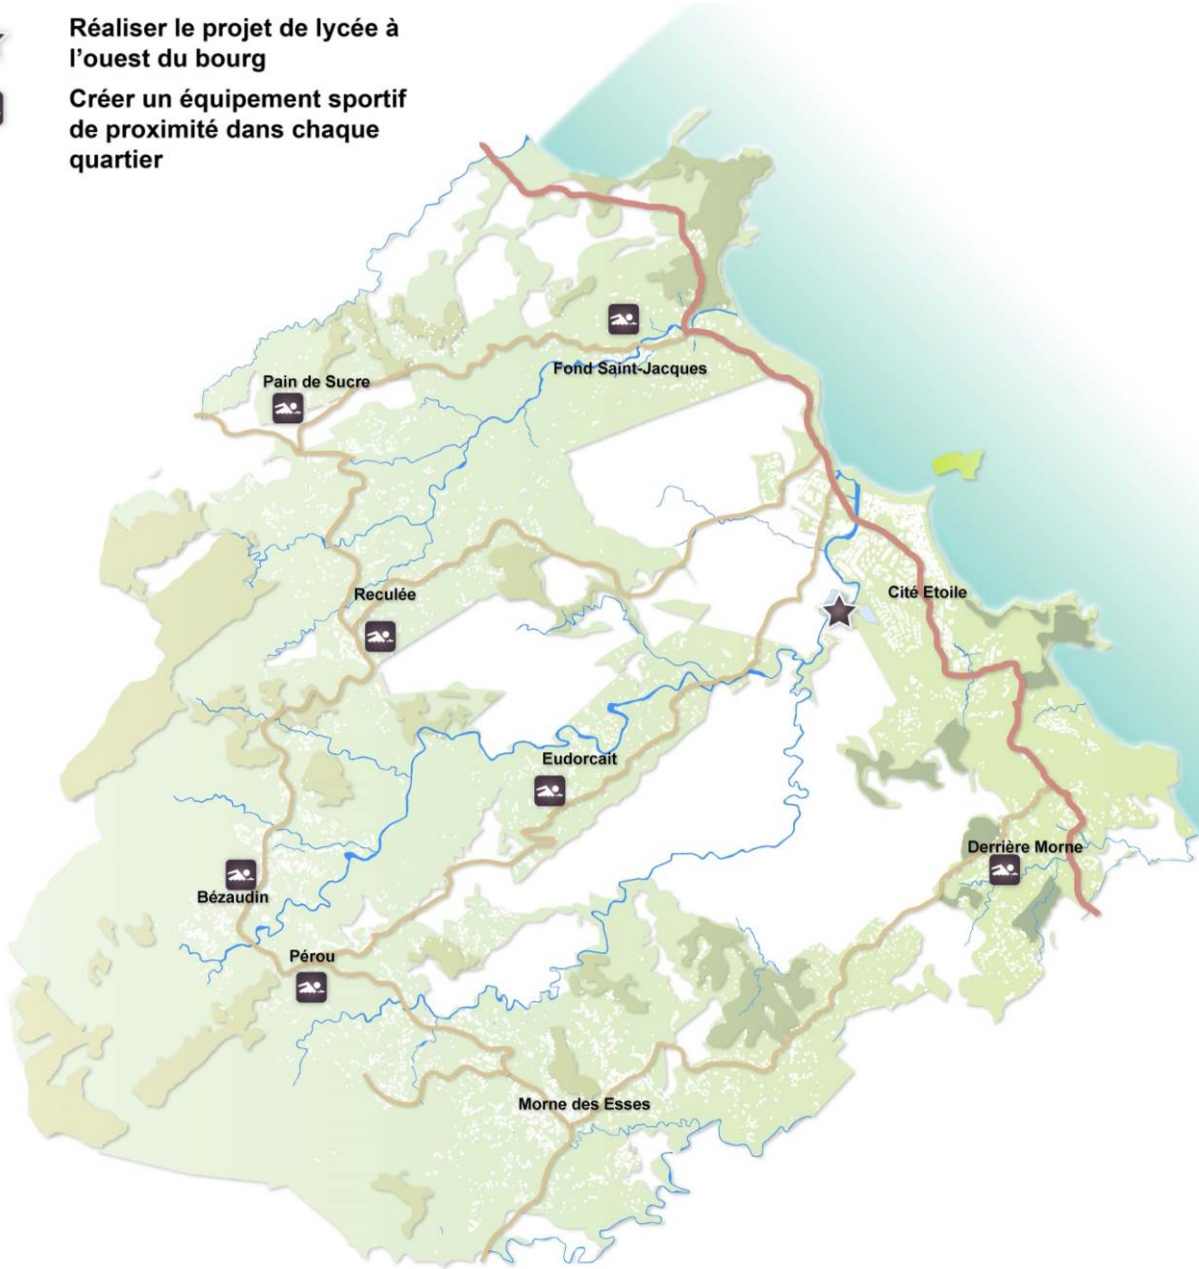 Réaliser le projet de lycée à
l’ouest du bourg
Créer un équipement sportif
de proximité dans chaque
quartier
Fond Saint-Jacques
Pain de Sucre
Reculée
Cité Etoile
Eudorcait
Derrière Morne
Bézaudin
Pérou
Morne des Esses